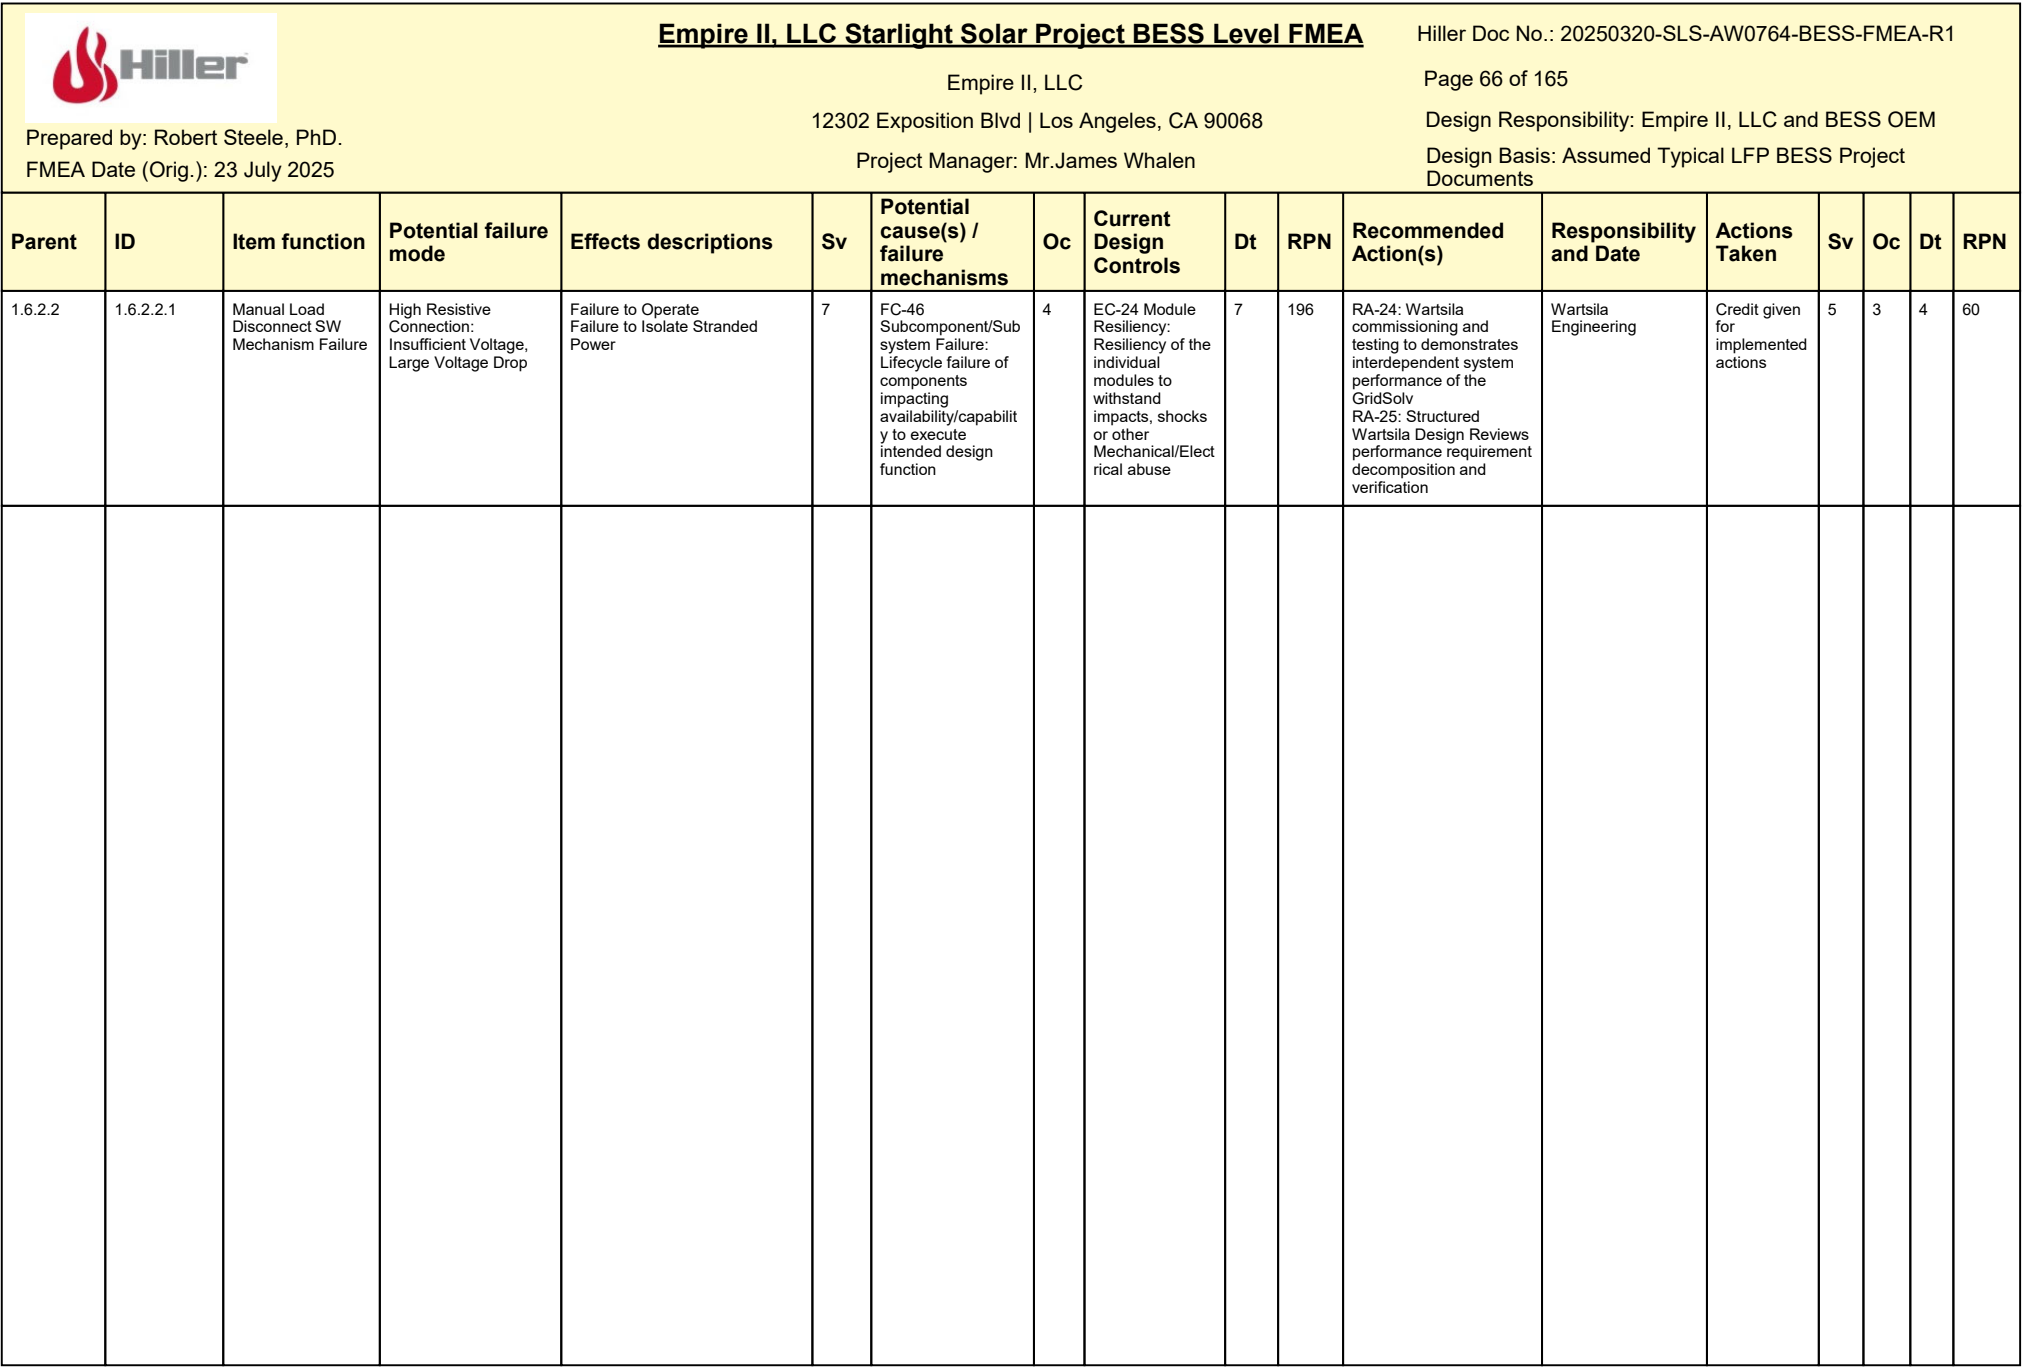 Hiller
Prepared by: Robert Steele, PhD.
FMEA Date (Orig.): 23 July 2025
Empire II, LLC Starlight Solar Project BESS Level FMEA
Empire II, LLC
12302 Exposition Blvd | Los Angeles, CA 90068
Project Manager: Mr.James Whalen
Hiller Doc No.: 20250320-SLS-AW0764-BESS-FMEA-R1
Page 66 of 165
Design Responsibility: Empire II, LLC and BESS OEM
Design Basis: Assumed Typical LFP BESS Project
Documents
Parent
ID
Item function
Potential failure
mode
Effects descriptions
Sv
Potential
cause(s) /
failure
mechanisms
Oc
Current
Design
Controls
Dt
RPN
Recommended
Action(s)
Responsibility
and Date
Actions
Taken
Sv
Oc
Dt
RPN
1.6.2.2
1.6.2.2.1
Manual Load
Disconnect SW
Mechanism Failure
High Resistive
Connection:
Insufficient Voltage,
Large Voltage Drop
Failure to Operate
Failure to Isolate Stranded
Power
7
FC-46
Subcomponent/Sub
system Failure:
Lifecycle failure of
components
impacting
availability/capabilit
y to execute
intended design
function
4
EC-24 Module
Resiliency:
Resiliency of the
individual
modules to
withstand
impacts, shocks
or other
Mechanical/Elect
rical abuse
7
196
RA-24: Wartsila
commissioning and
testing to demonstrates
interdependent system
performance of the
GridSolv
RA-25: Structured
Wartsila Design Reviews
performance requirement
decomposition and
verification
Wartsila
Engineering
Credit given
for
implemented
actions
5
3
4
60